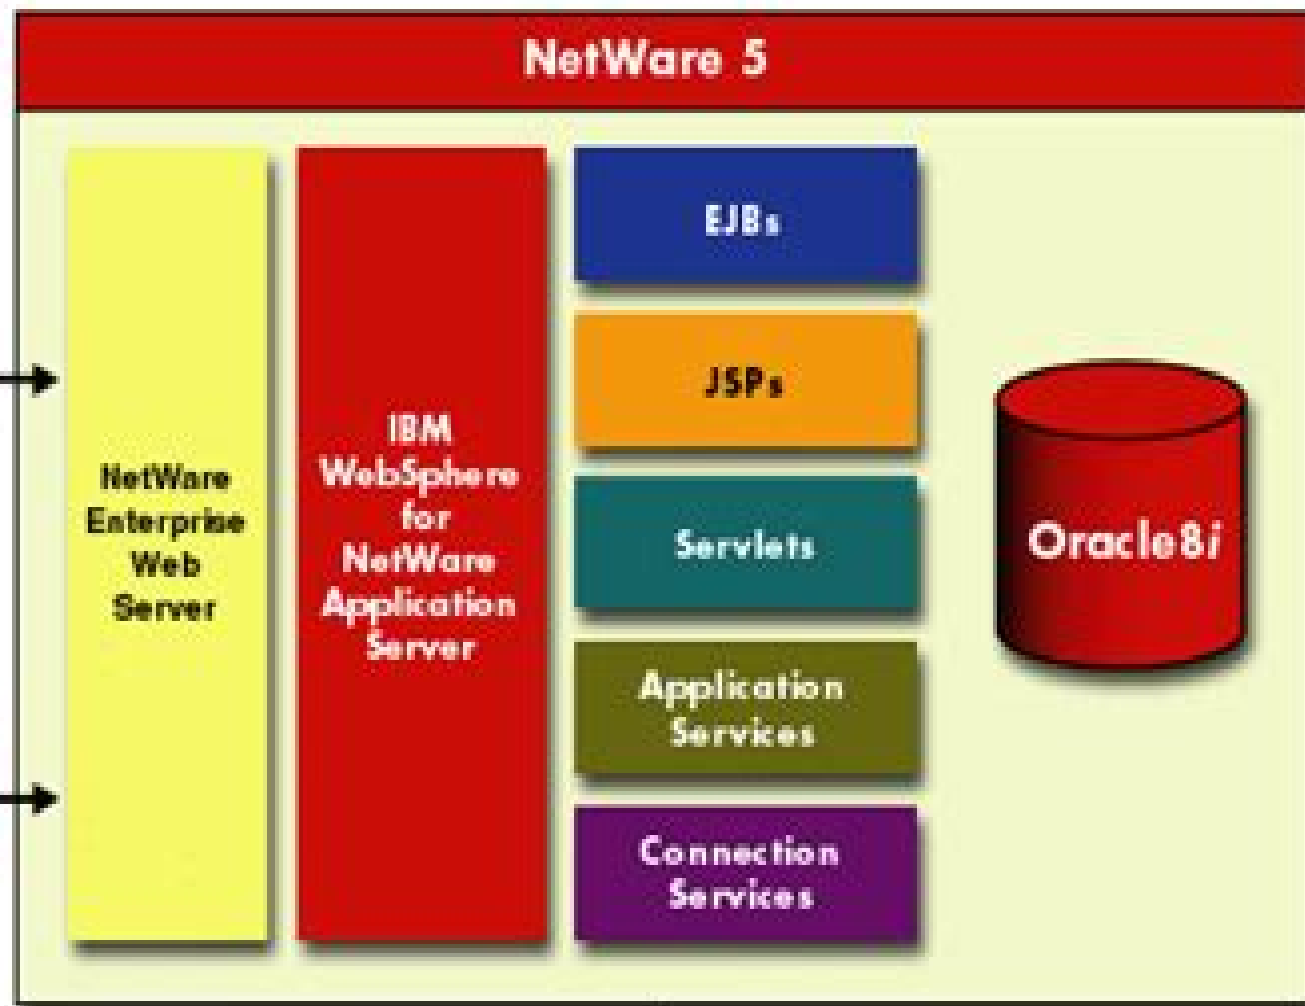 NetWare 5
NetWare
Enterprise
Web
Server
IBM
WebSphere
for
NetWare
Application
Server
EJBs
JSPs
Servlets
Application
Services
Connection
Services
Oracle8i